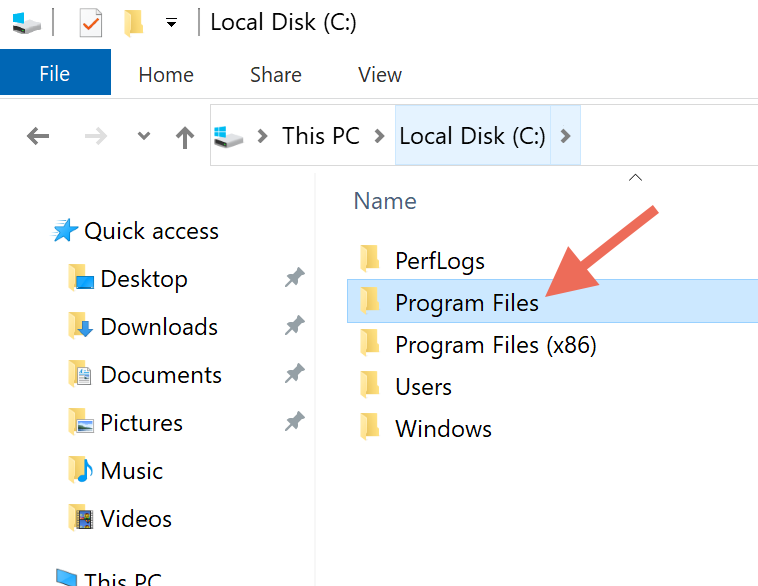 Local Disk (C:)
File Home Share View
This PC Local Disk (C:)
Name
Quick access
Desktop
Downloads
Documents
Pictures
Music
Videos
This PC
PerfLogs
Program Files
Program Files (x86)
Users
Windows